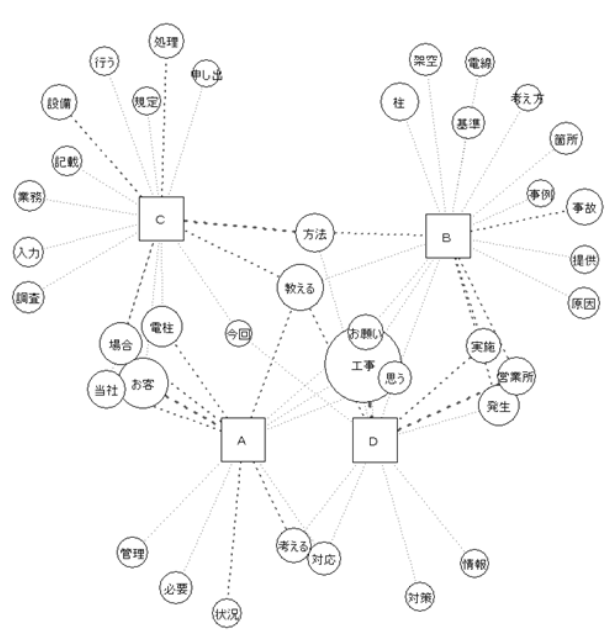 処理
行う
申し出
架空
電線
設備
規定
柱
考え方
基準
箇所
記載
業務
事例
事故
C
方法
B
入力
提供
調査
教える
原因
電柱
今回
お願い
場合
実施
工事
当社
お客
思う
営業所
発生
A
D
管理
考える
対応
情報
必要
対策
状況